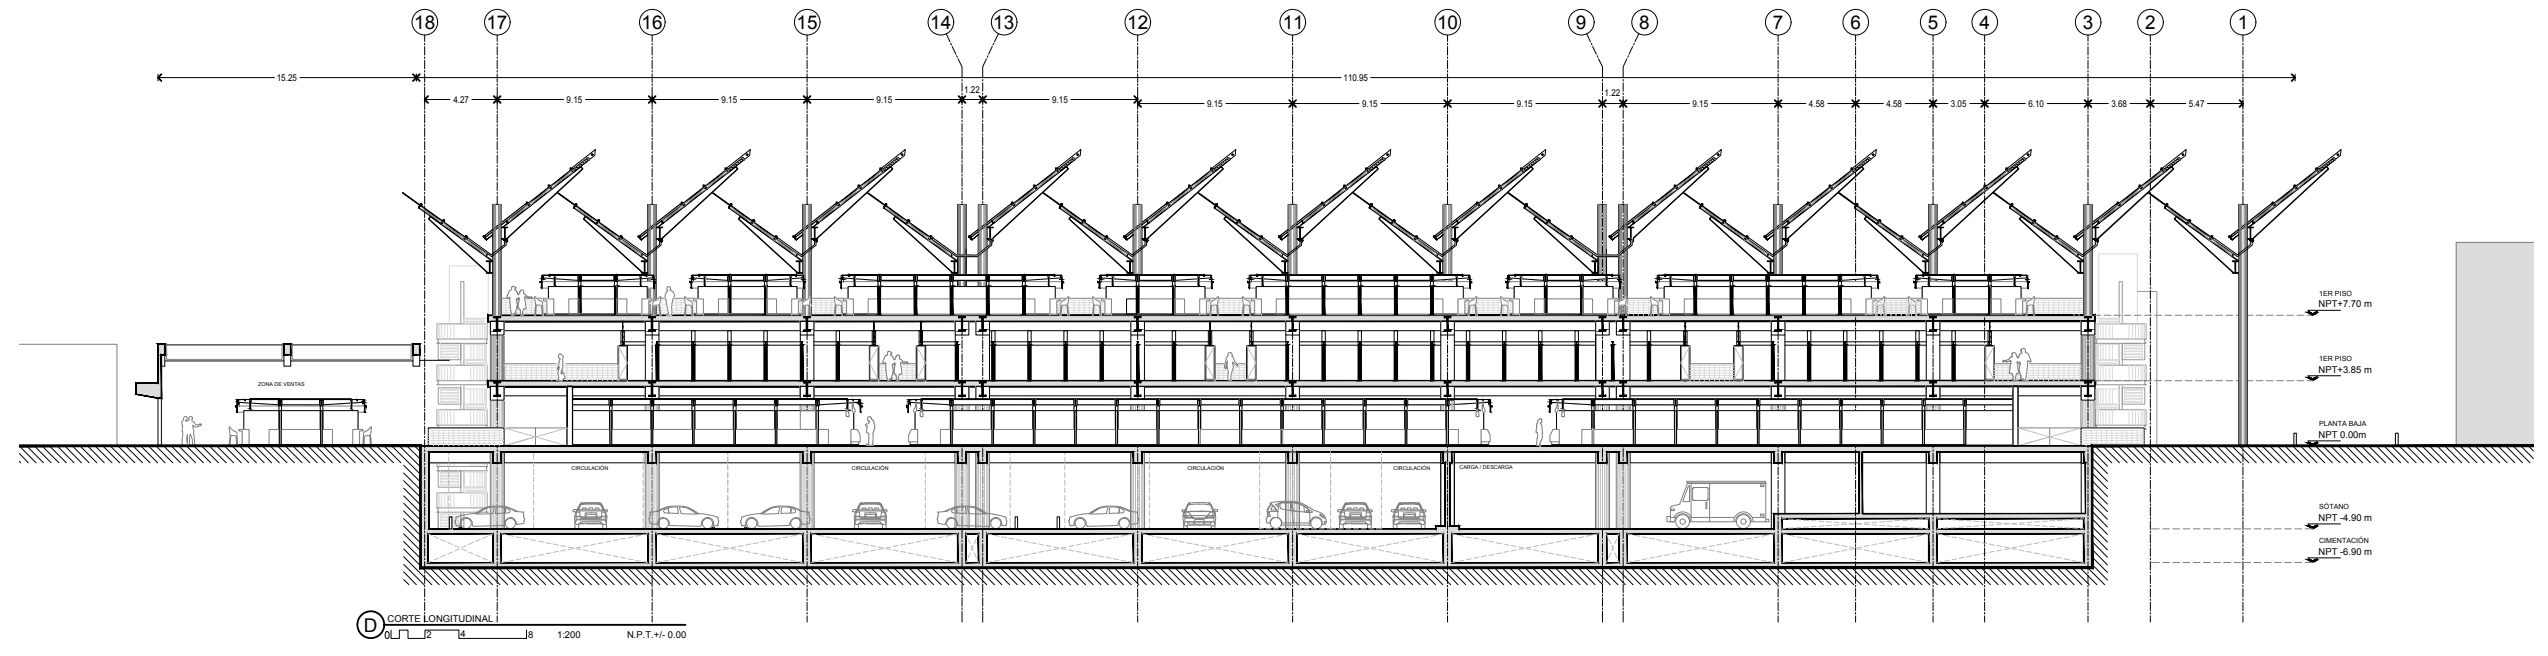 18 17 16 15 14 13 12 11 10 9 8 7 6 5 4 3 2 1
15.25 110.95
4.27 9.15 9.15 9.15 1.22 9.15 9.15 9.15 9.15 1.22 9.15 4.58 4.58 3.05 6.10 3.68 5.47
1ER PISO
NPT+7.70 m
1ER PISO
NPT+3.85 m
ZONA DE VENTAS
PLANTA BAJA
NPT 0.00m
CIRCULACIÓN CIRCULACIÓN CIRCULACIÓN CIRCULACIÓN CARGA / DESCARGA
SÓTANO
NPT -4.90 m
CIMENTACIÓN
NPT -6.90 m
D CORTE LONGITUDINAL
0 2 4 8 1:200 N.P.T.+/- 0.00